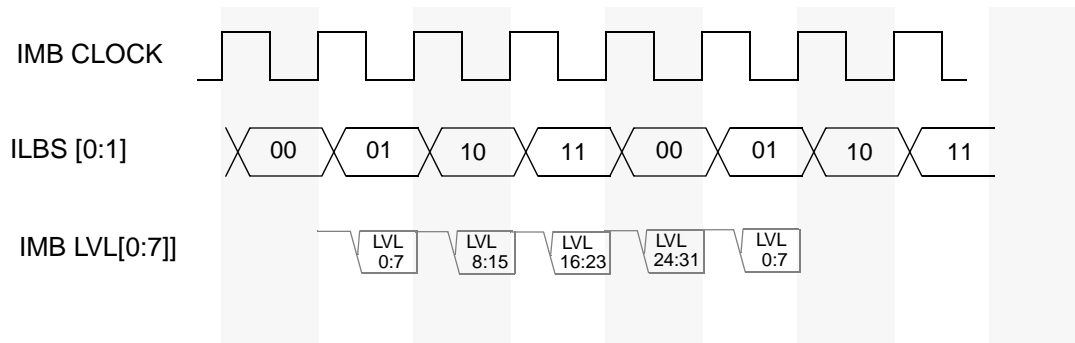 IMB CLOCK
ILBS [0:1]
00 01 10 11 00 01 10 11
IMB LVL[0:7]]
LVL LVL LVL LVL LVL
0:7 8:15 16:23 24:31 0:7